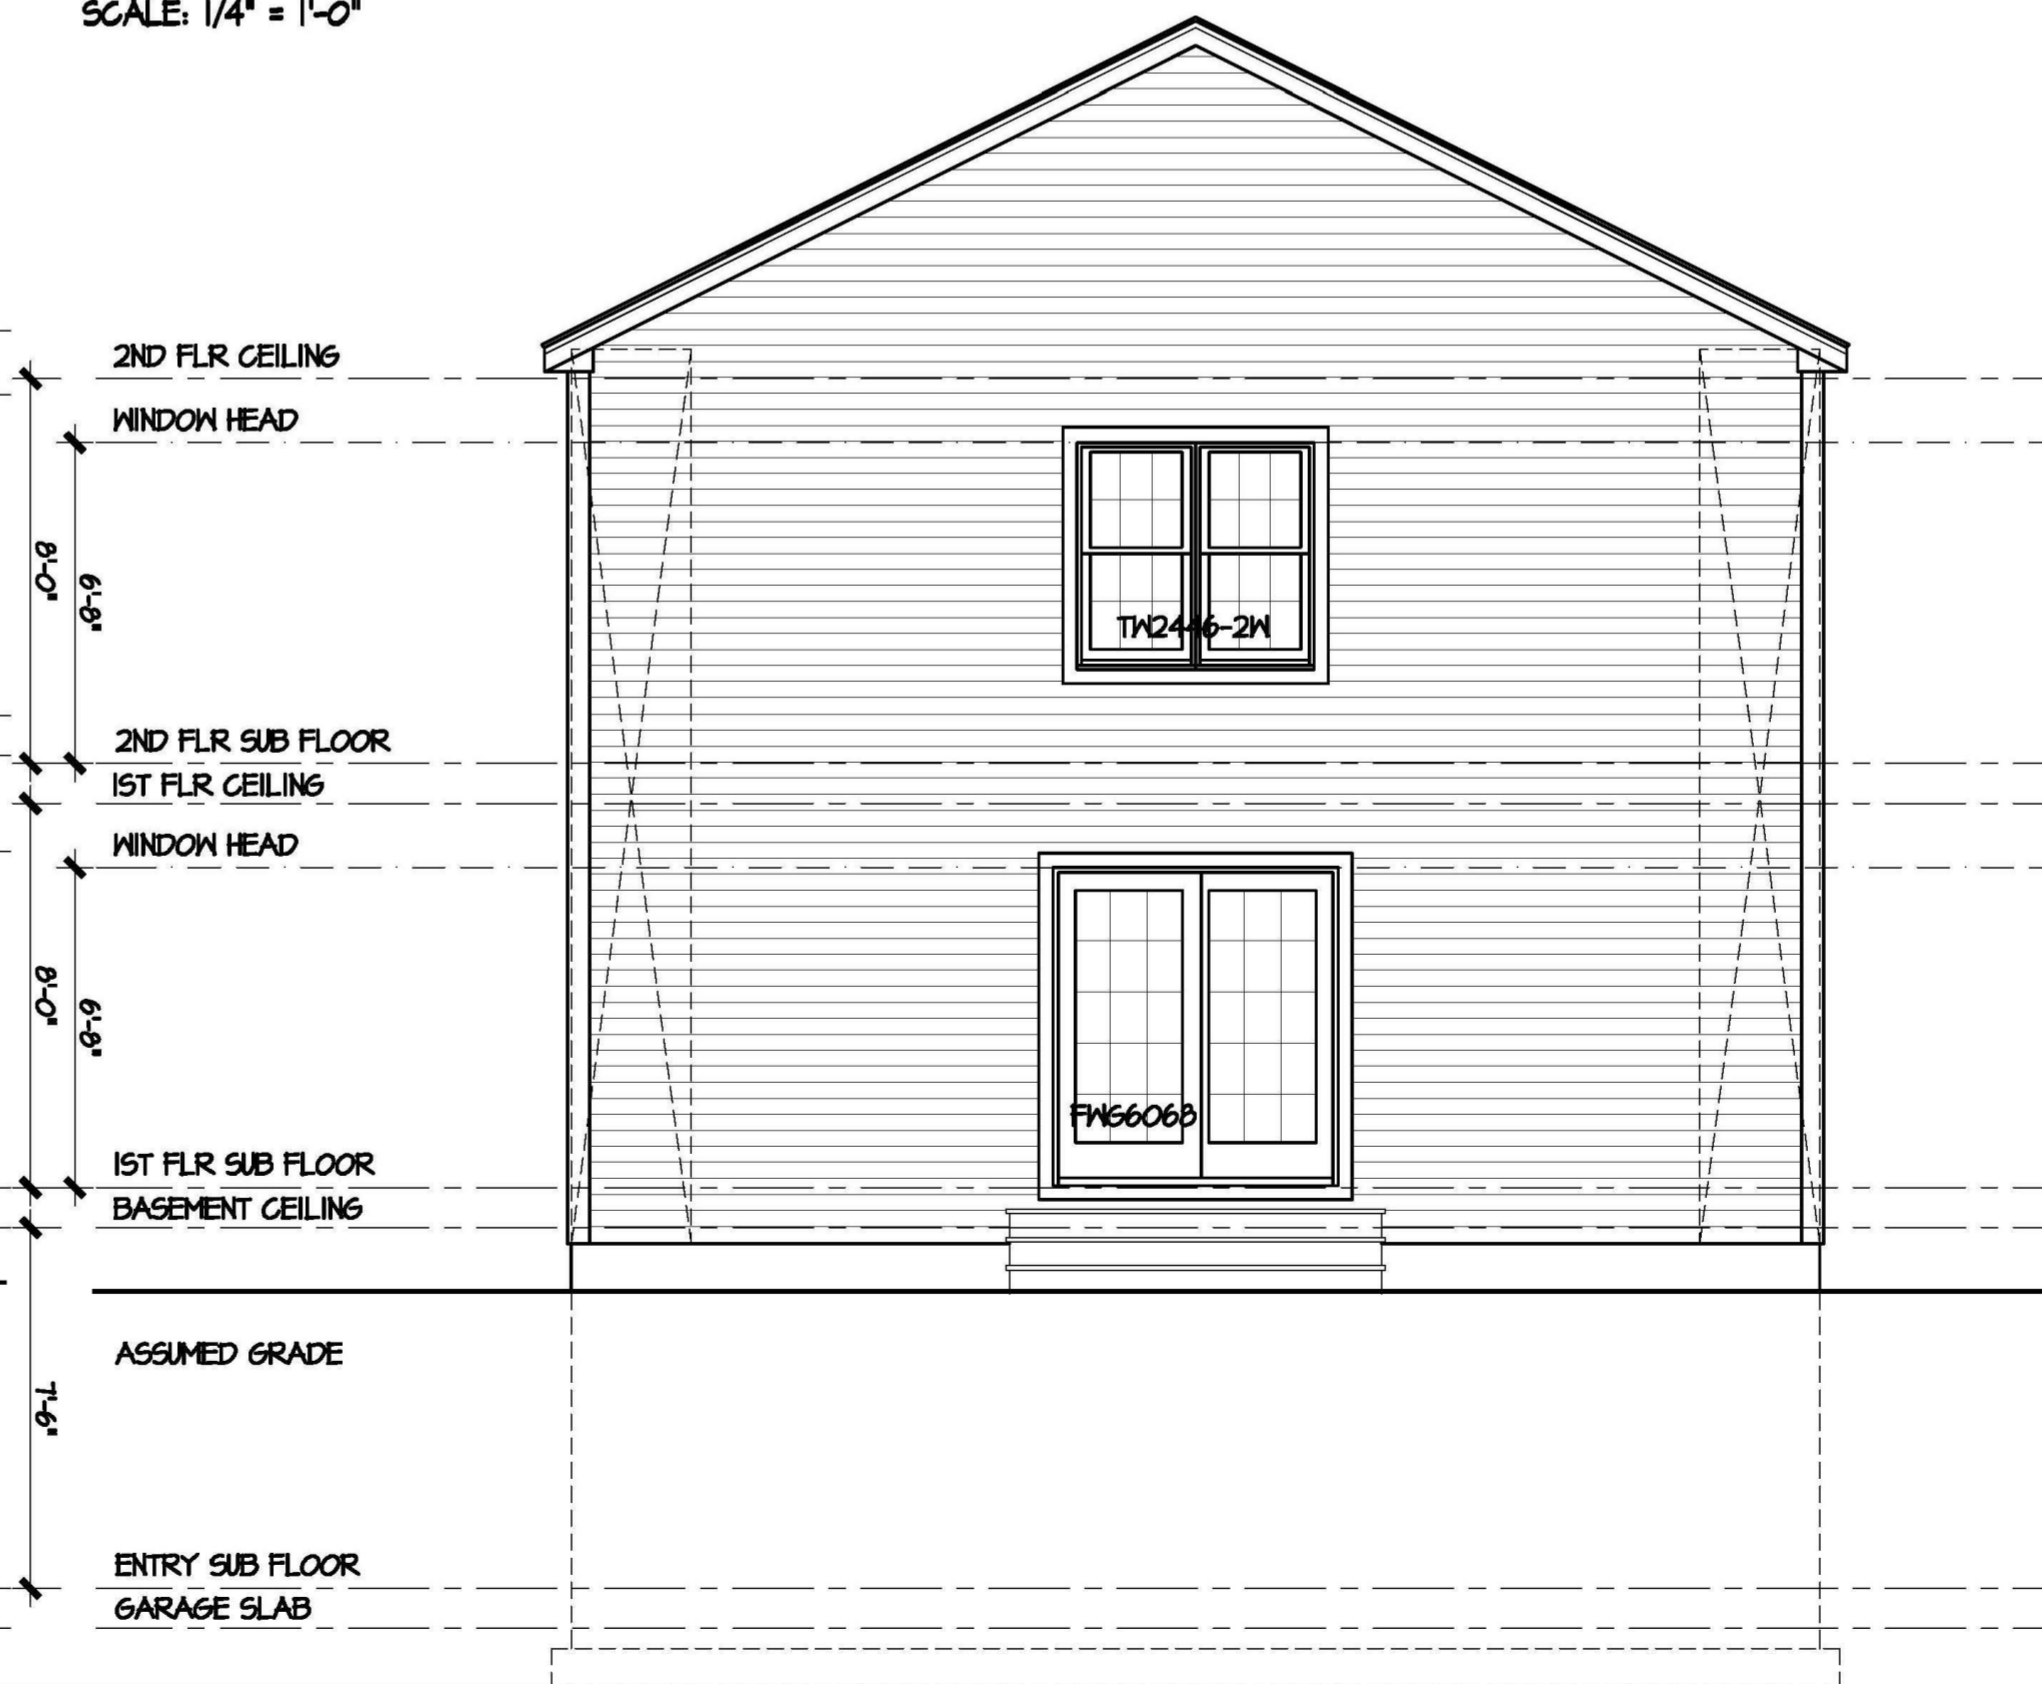 SCALE: 1/4" = 1'-0"
2ND FLR CEILING
WINDOW HEAD
8'-0"
6'-8"
TW2446-2W
2ND FLR SUB FLOOR
1ST FLR CEILING
WINDOW HEAD
8'-0"
6'-8"
FWG6068
1ST FLR SUB FLOOR
BASEMENT CEILING
ASSUMED GRADE
7'-6"
ENTRY SUB FLOOR
GARAGE SLAB